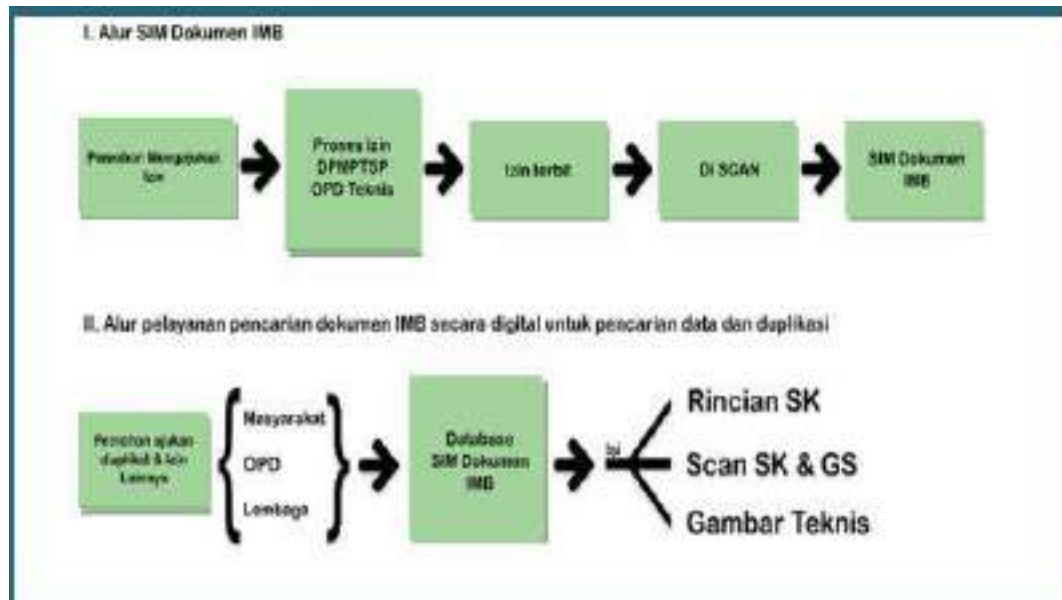 I. Alur SIM Dokumen IMB
Pemohon Mengajukan
Izin
Proses Izin
DPMPTSP
OPD Teknis
Izin terbit
Di SCAN
SIM Dokumen
IMB
II. Alur pelayanan pencarian dokumen IMB secara digital untuk pencarian data dan duplikasi
Pemohon ajukan
duplikat & Izin
Lainnya
Masyarakat
OPD
Lembaga
Database
SIM Dokumen
IMB
Rincian SK
Scan SK & GS
Gambar Teknis